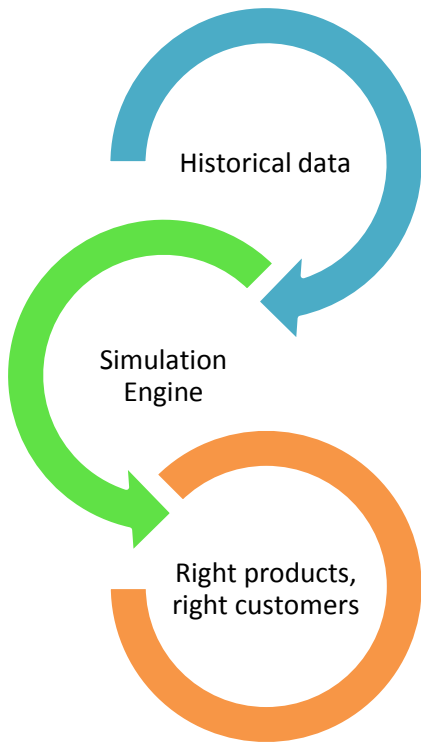 Historical data
Simulation
Engine
Right products,
right customers